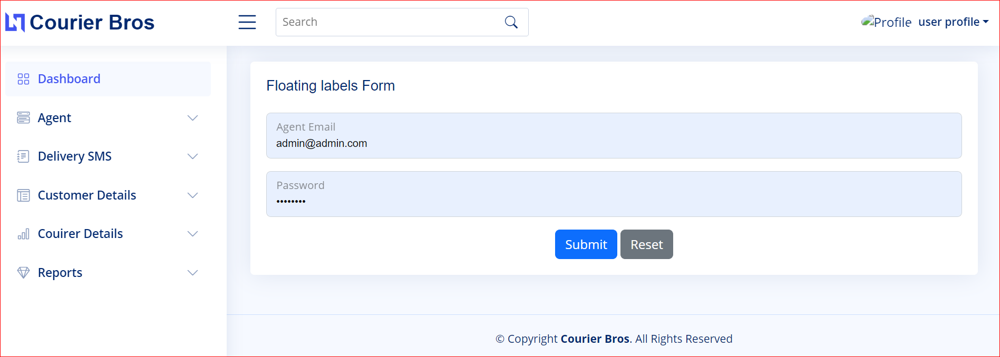 Courier Bros
Search
Profile user profile
Dashboard
Agent
Delivery SMS
Customer Details
Couirer Details
Reports
Floating labels Form
Agent Email
admin@admin.com
Password
••••••••
Submit Reset
© Copyright Courier Bros. All Rights Reserved